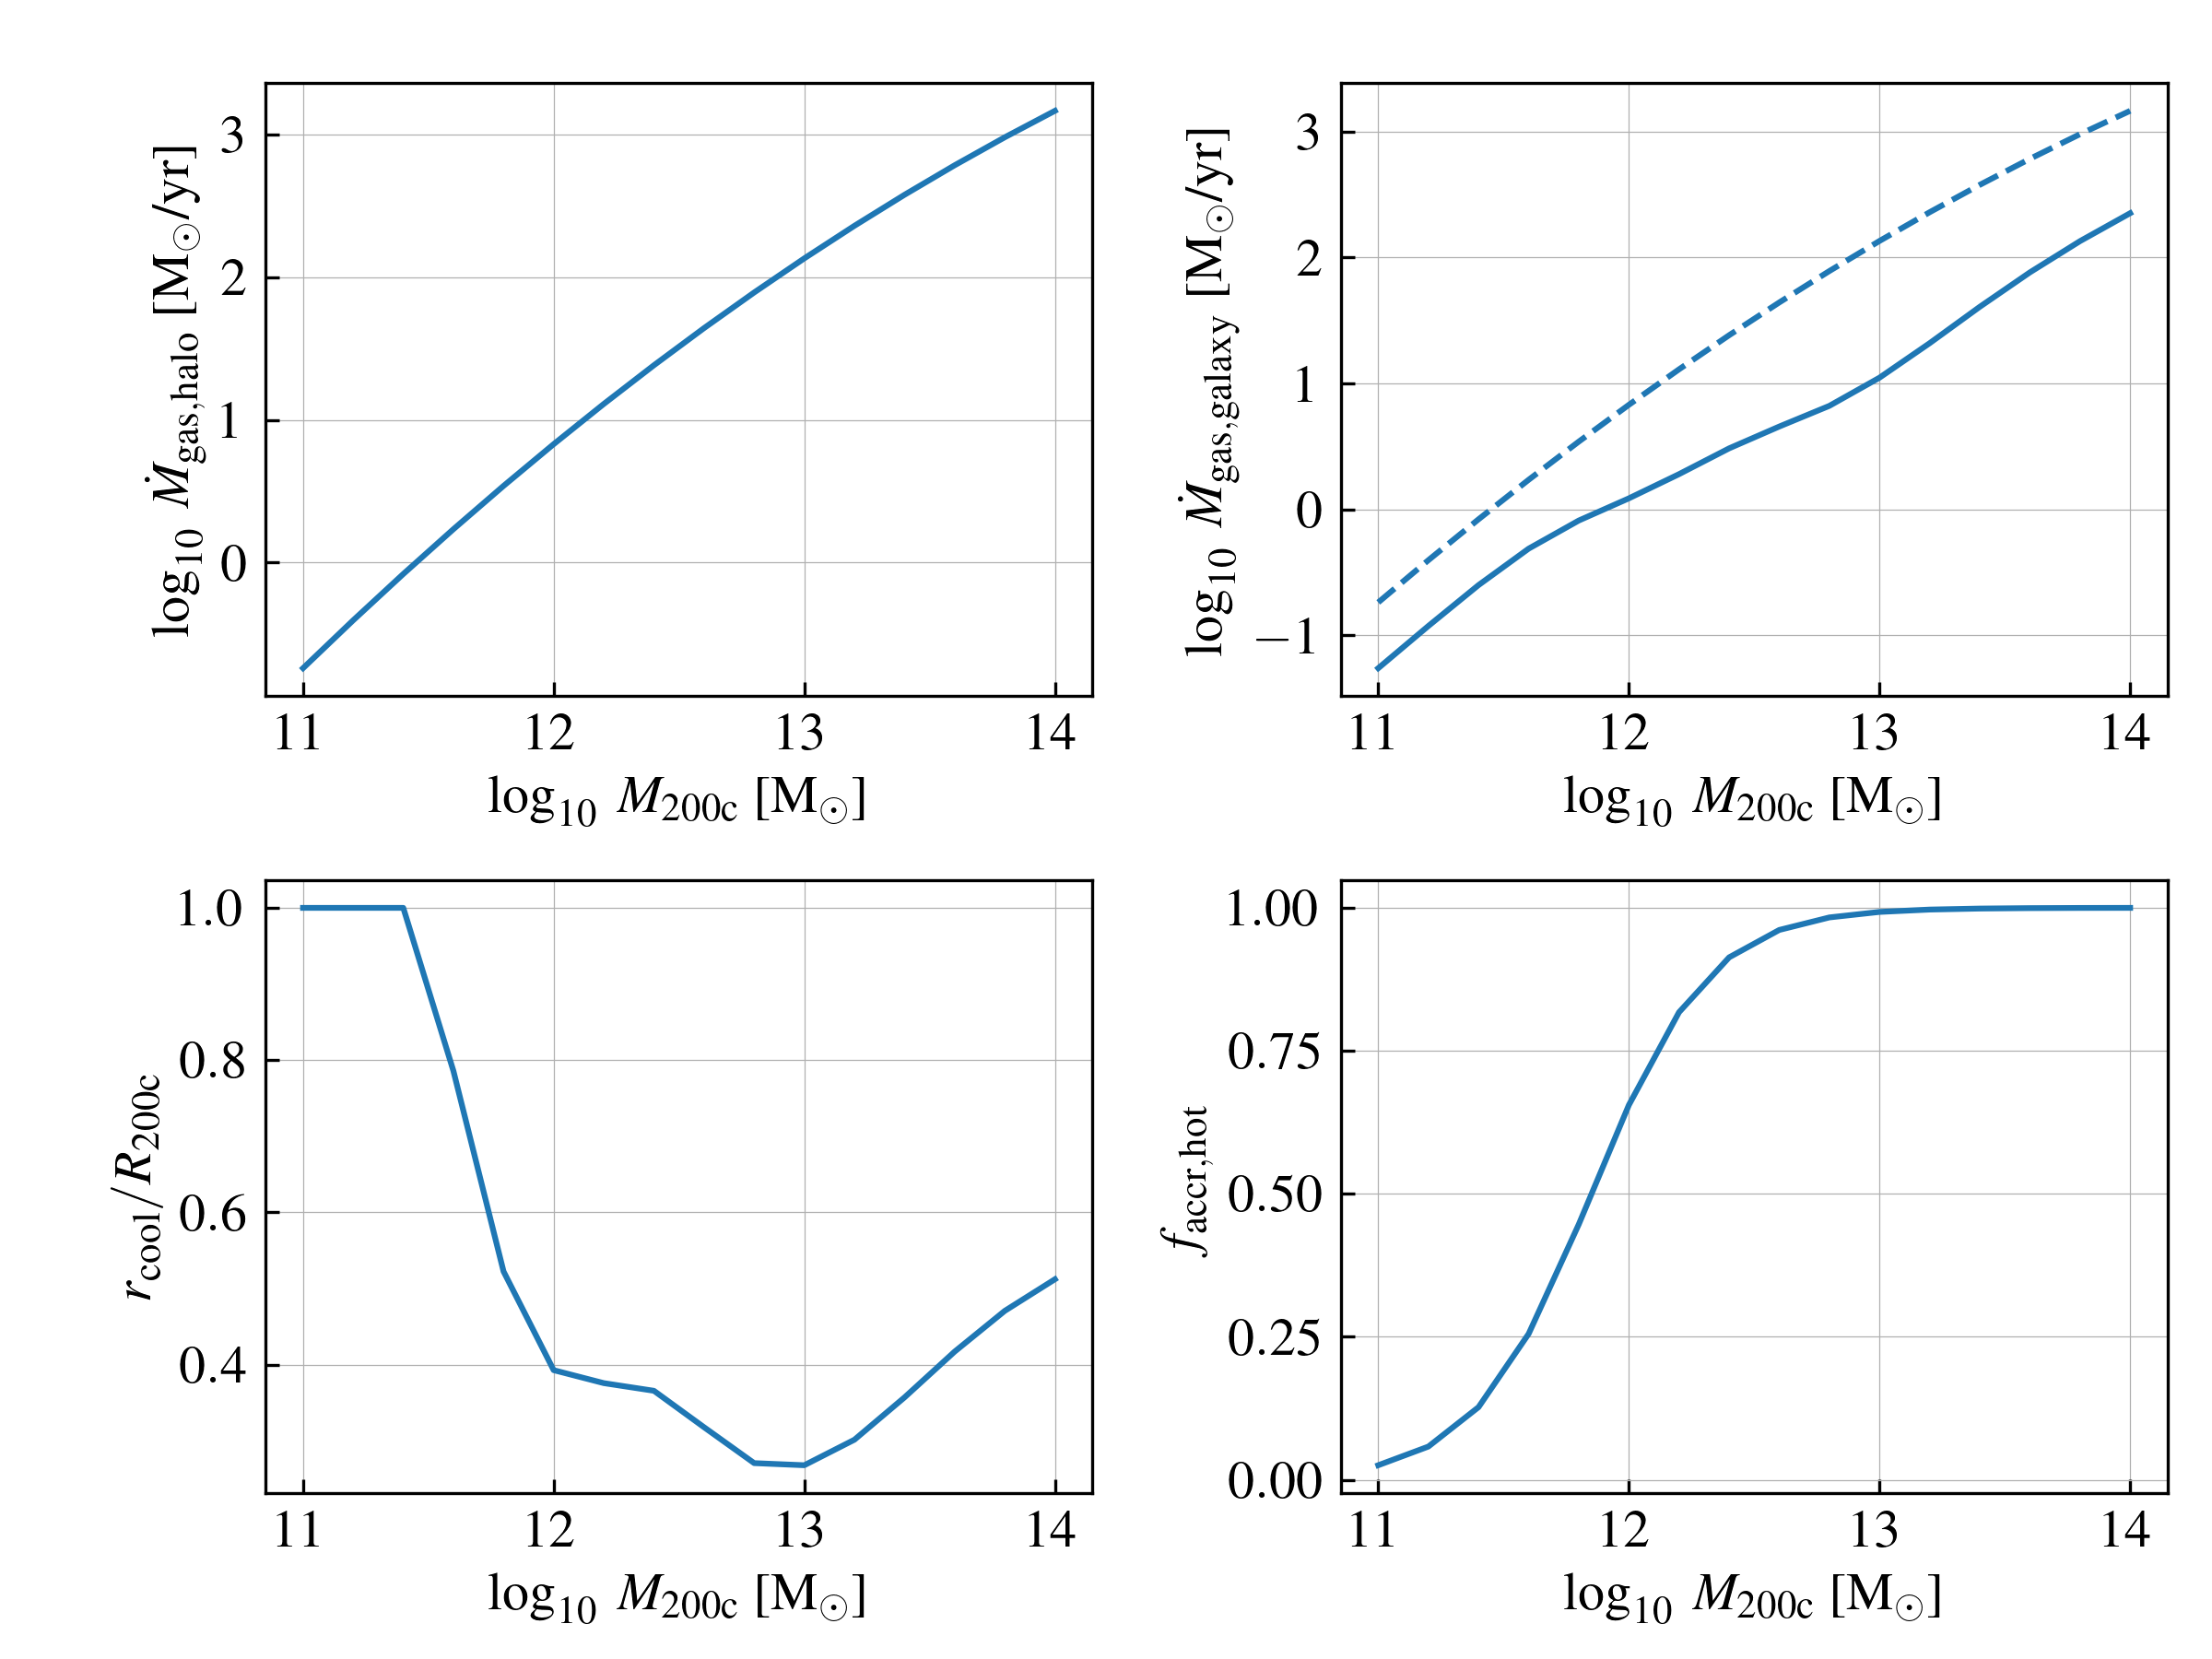 log₁₀ Ṁgas,halo [M⊙/yr]
3
2
1
0
11 12 13 14
log₁₀ M₂₀₀c [M⊙]
log₁₀ Ṁgas,galaxy [M⊙/yr]
3
2
1
0
−1
11 12 13 14
log₁₀ M₂₀₀c [M⊙]
rcool/R₂₀₀c
1.0
0.8
0.6
0.4
11 12 13 14
log₁₀ M₂₀₀c [M⊙]
faccr,hot
1.00
0.75
0.50
0.25
0.00
11 12 13 14
log₁₀ M₂₀₀c [M⊙]